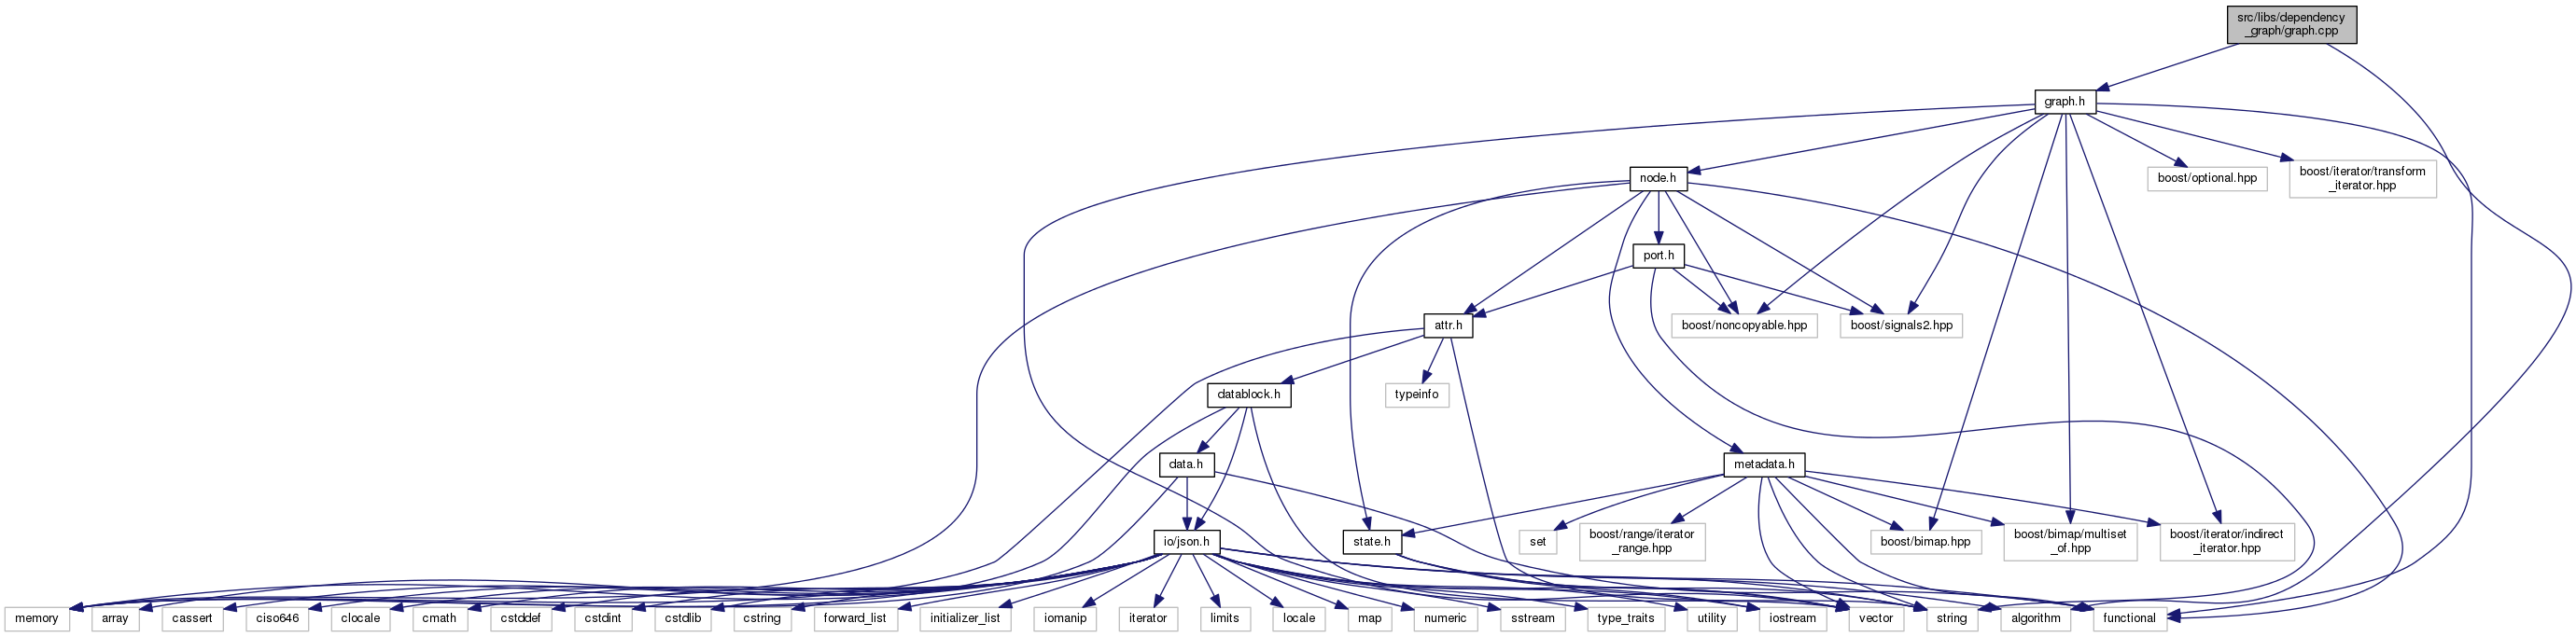 src/libs/dependency
_graph/graph.cpp
graph.h
node.h
boost/optional.hpp
boost/iterator/transform
_iterator.hpp
port.h
attr.h
boost/noncopyable.hpp
boost/signals2.hpp
datablock.h
typeinfo
data.h
metadata.h
io/json.h
state.h
set
boost/range/iterator
_range.hpp
boost/bimap.hpp
boost/bimap/multiset
_of.hpp
boost/iterator/indirect
_iterator.hpp
memory
array
cassert
ciso646
clocale
cmath
cstddef
cstdint
cstdlib
cstring
forward_list
initializer_list
iomanip
iterator
limits
locale
map
numeric
sstream
type_traits
utility
iostream
vector
string
algorithm
functional